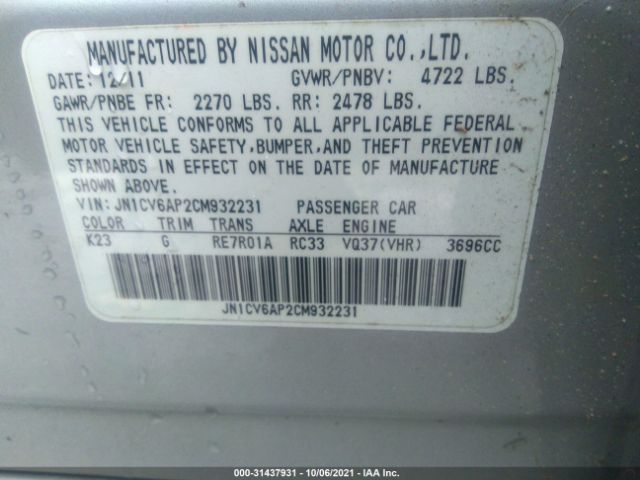 MANUFACTURED BY NISSAN MOTOR CO.,LTD.
DATE: 12/11 GVWR/PNBV: 4722 LBS.
GAWR/PNBE FR: 2270 LBS. RR: 2478 LBS.
THIS VEHICLE CONFORMS TO ALL APPLICABLE FEDERAL
MOTOR VEHICLE SAFETY,BUMPER,AND THEFT PREVENTION
STANDARDS IN EFFECT ON THE DATE OF MANUFACTURE
SHOWN ABOVE.
VIN: JN1CV6AP2CM932231 PASSENGER CAR
COLOR TRIM TRANS AXLE ENGINE
K23 G RE7R01A RC33 VQ37(VHR) 3696CC
JN1CV6AP2CM932231
000-31437931 - 10/06/2021 - IAAI.COM